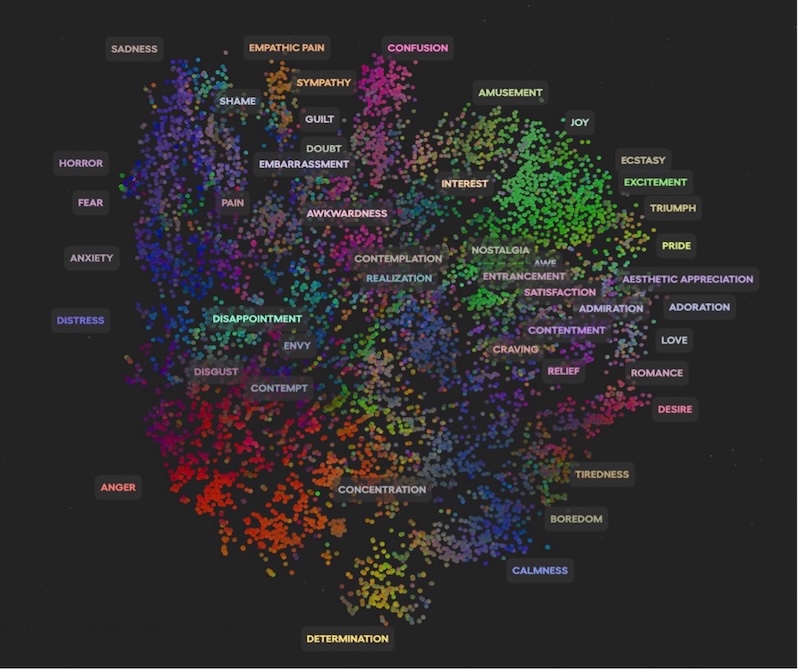 SADNESS
EMPATHIC PAIN
CONFUSION
SYMPATHY
AMUSEMENT
SHAME
GUILT
JOY
DOUBT
HORROR
EMBARRASSMENT
ECSTASY
INTEREST
EXCITEMENT
FEAR
PAIN
TRIUMPH
AWKWARDNESS
PRIDE
NOSTALGIA
ANXIETY
CONTEMPLATION
AWE
REALIZATION
ENTRANCEMENT
AESTHETIC APPRECIATION
SATISFACTION
ADMIRATION
ADORATION
DISTRESS
DISAPPOINTMENT
CONTENTMENT
LOVE
ENVY
CRAVING
DISGUST
RELIEF
ROMANCE
CONTEMPT
DESIRE
TIREDNESS
ANGER
CONCENTRATION
BOREDOM
CALMNESS
DETERMINATION